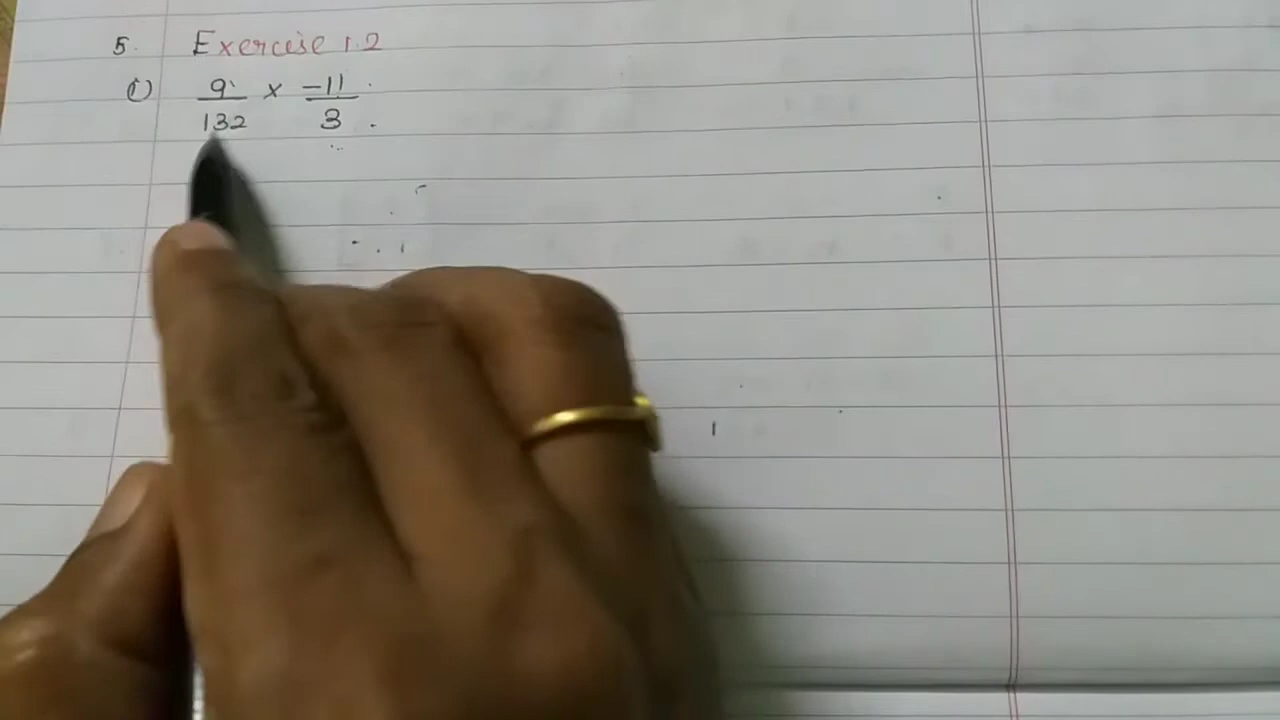 5. Exercise 1.2
(i) 9/132 × -11/3